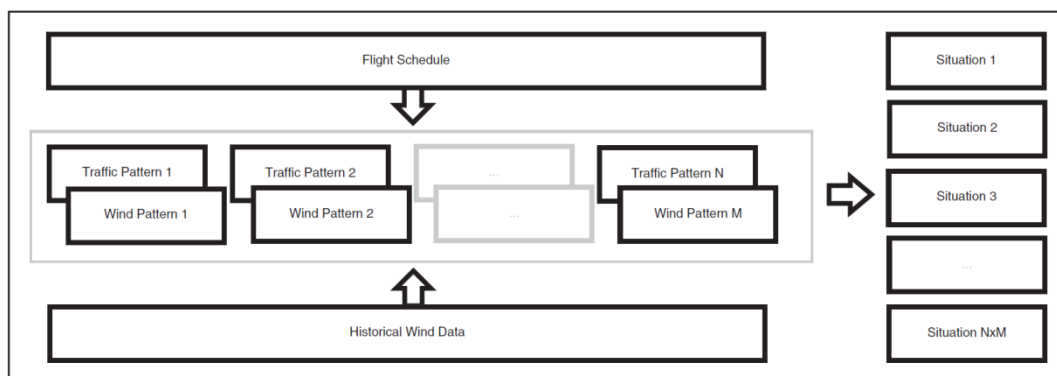 Flight Schedule
Traffic Pattern 1
Wind Pattern 1
Traffic Pattern 2
Wind Pattern 2
...
...
Traffic Pattern N
Wind Pattern M
Historical Wind Data
Situation 1
Situation 2
Situation 3
...
Situation NxM